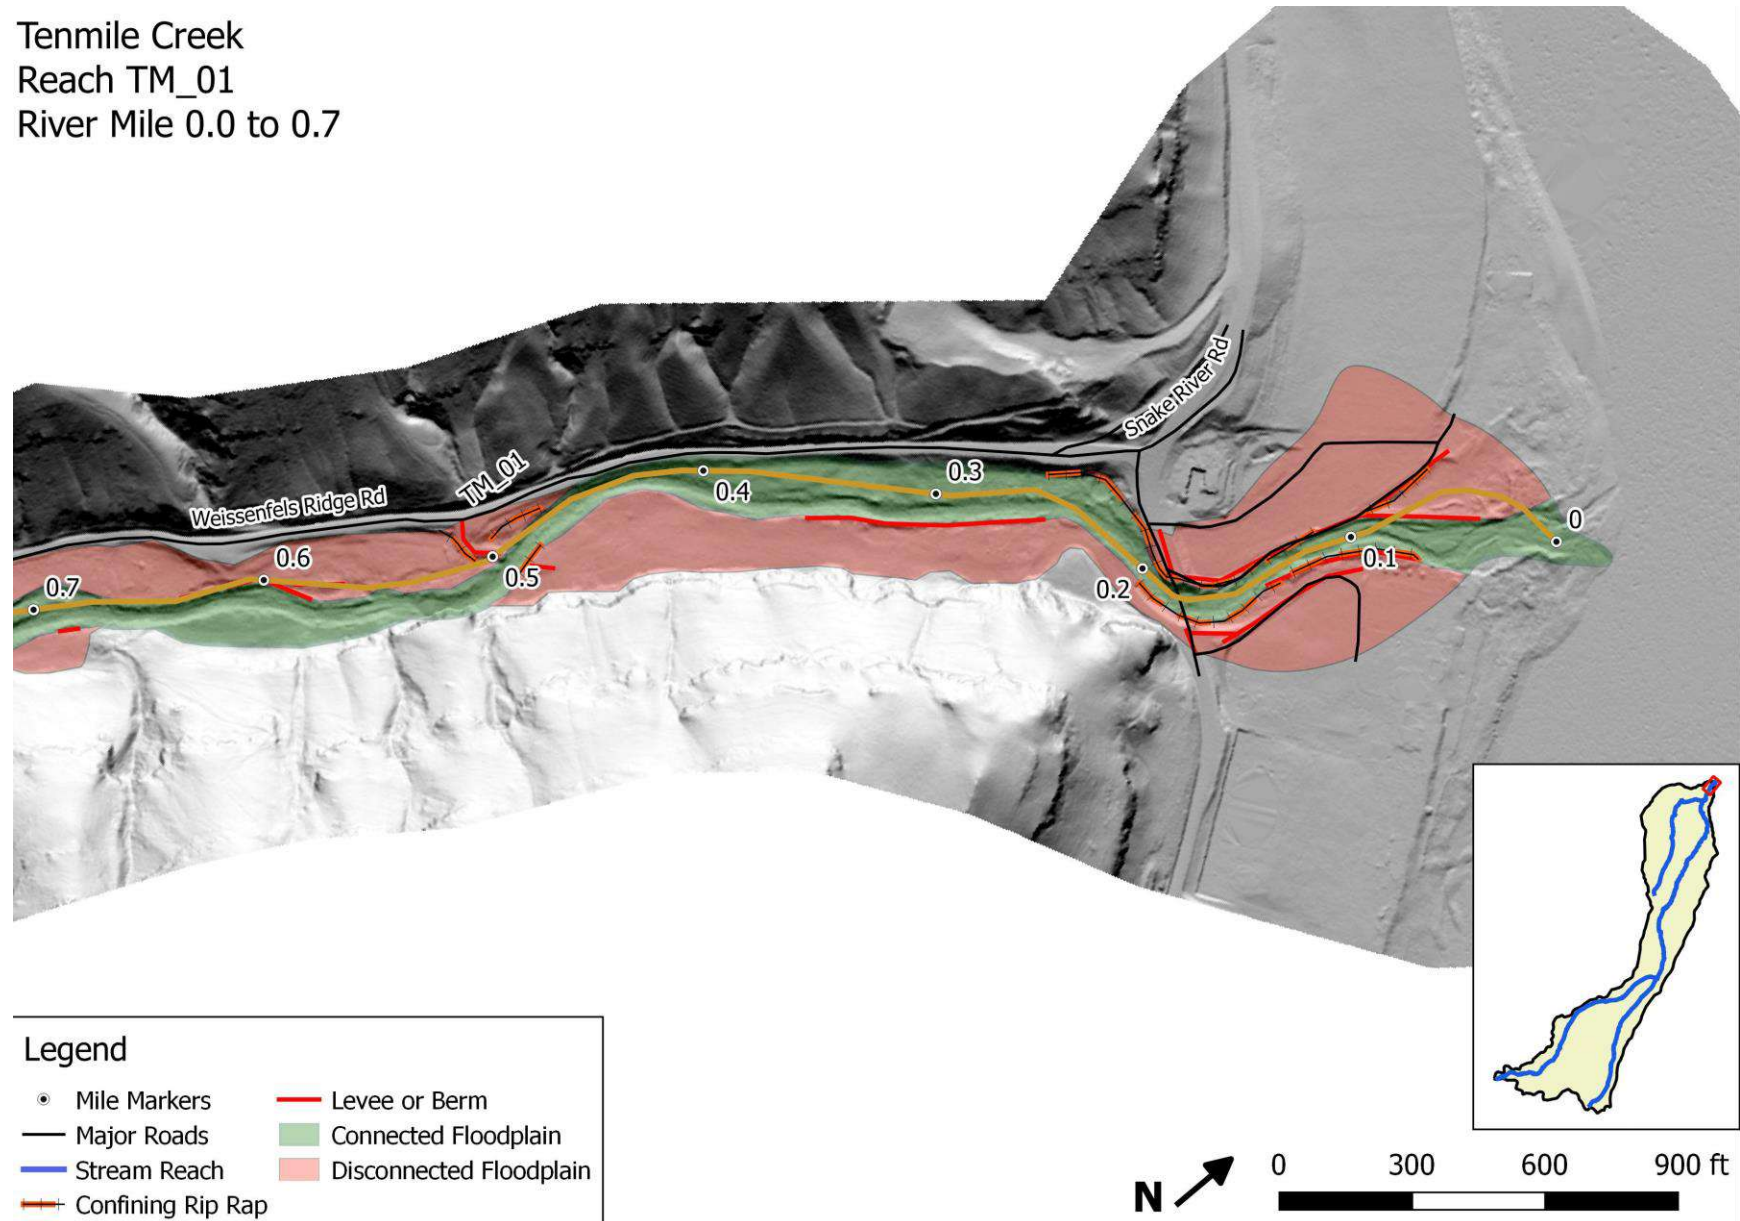 Tenmile Creek
Reach TM_01
River Mile 0.0 to 0.7
Snake River Rd
TM_01
Weissenfels Ridge Rd
0.7
0.6
0.5
0.4
0.3
0.2
0.1
0
Legend
Mile Markers
Major Roads
Stream Reach
Confining Rip Rap
Levee or Berm
Connected Floodplain
Disconnected Floodplain
N
0 300 600 900 ft